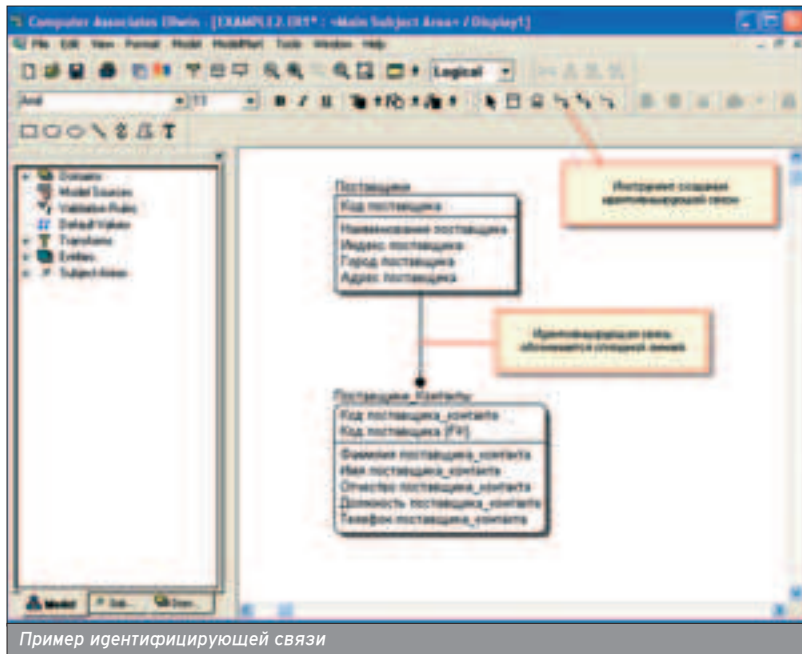 Computer Associates ERwin - [EXAMPLE2.ER1* : <Main Subject Area> / Display1]
File Edit View Format Model ModelMart Tools Window Help
Logical
Arial 11
B I U
T
Domains
Model Sources
Validation Rules
Default Values
Transforms
Entities
Subject Areas
Инструмент создания
идентифицирующей связи
Поставщики
Код поставщика
Наименование поставщика
Индекс поставщика
Город поставщика
Адрес поставщика
Идентифицирующая связь
обозначается сплошной линией
Поставщики_Контакты
Код поставщика_контакта
Код поставщика (FK)
Фамилия поставщика_контакта
Имя поставщика_контакта
Отчество поставщика_контакта
Должность поставщика_контакта
Телефон поставщика_контакта
Model
Пример идентифицирующей связи